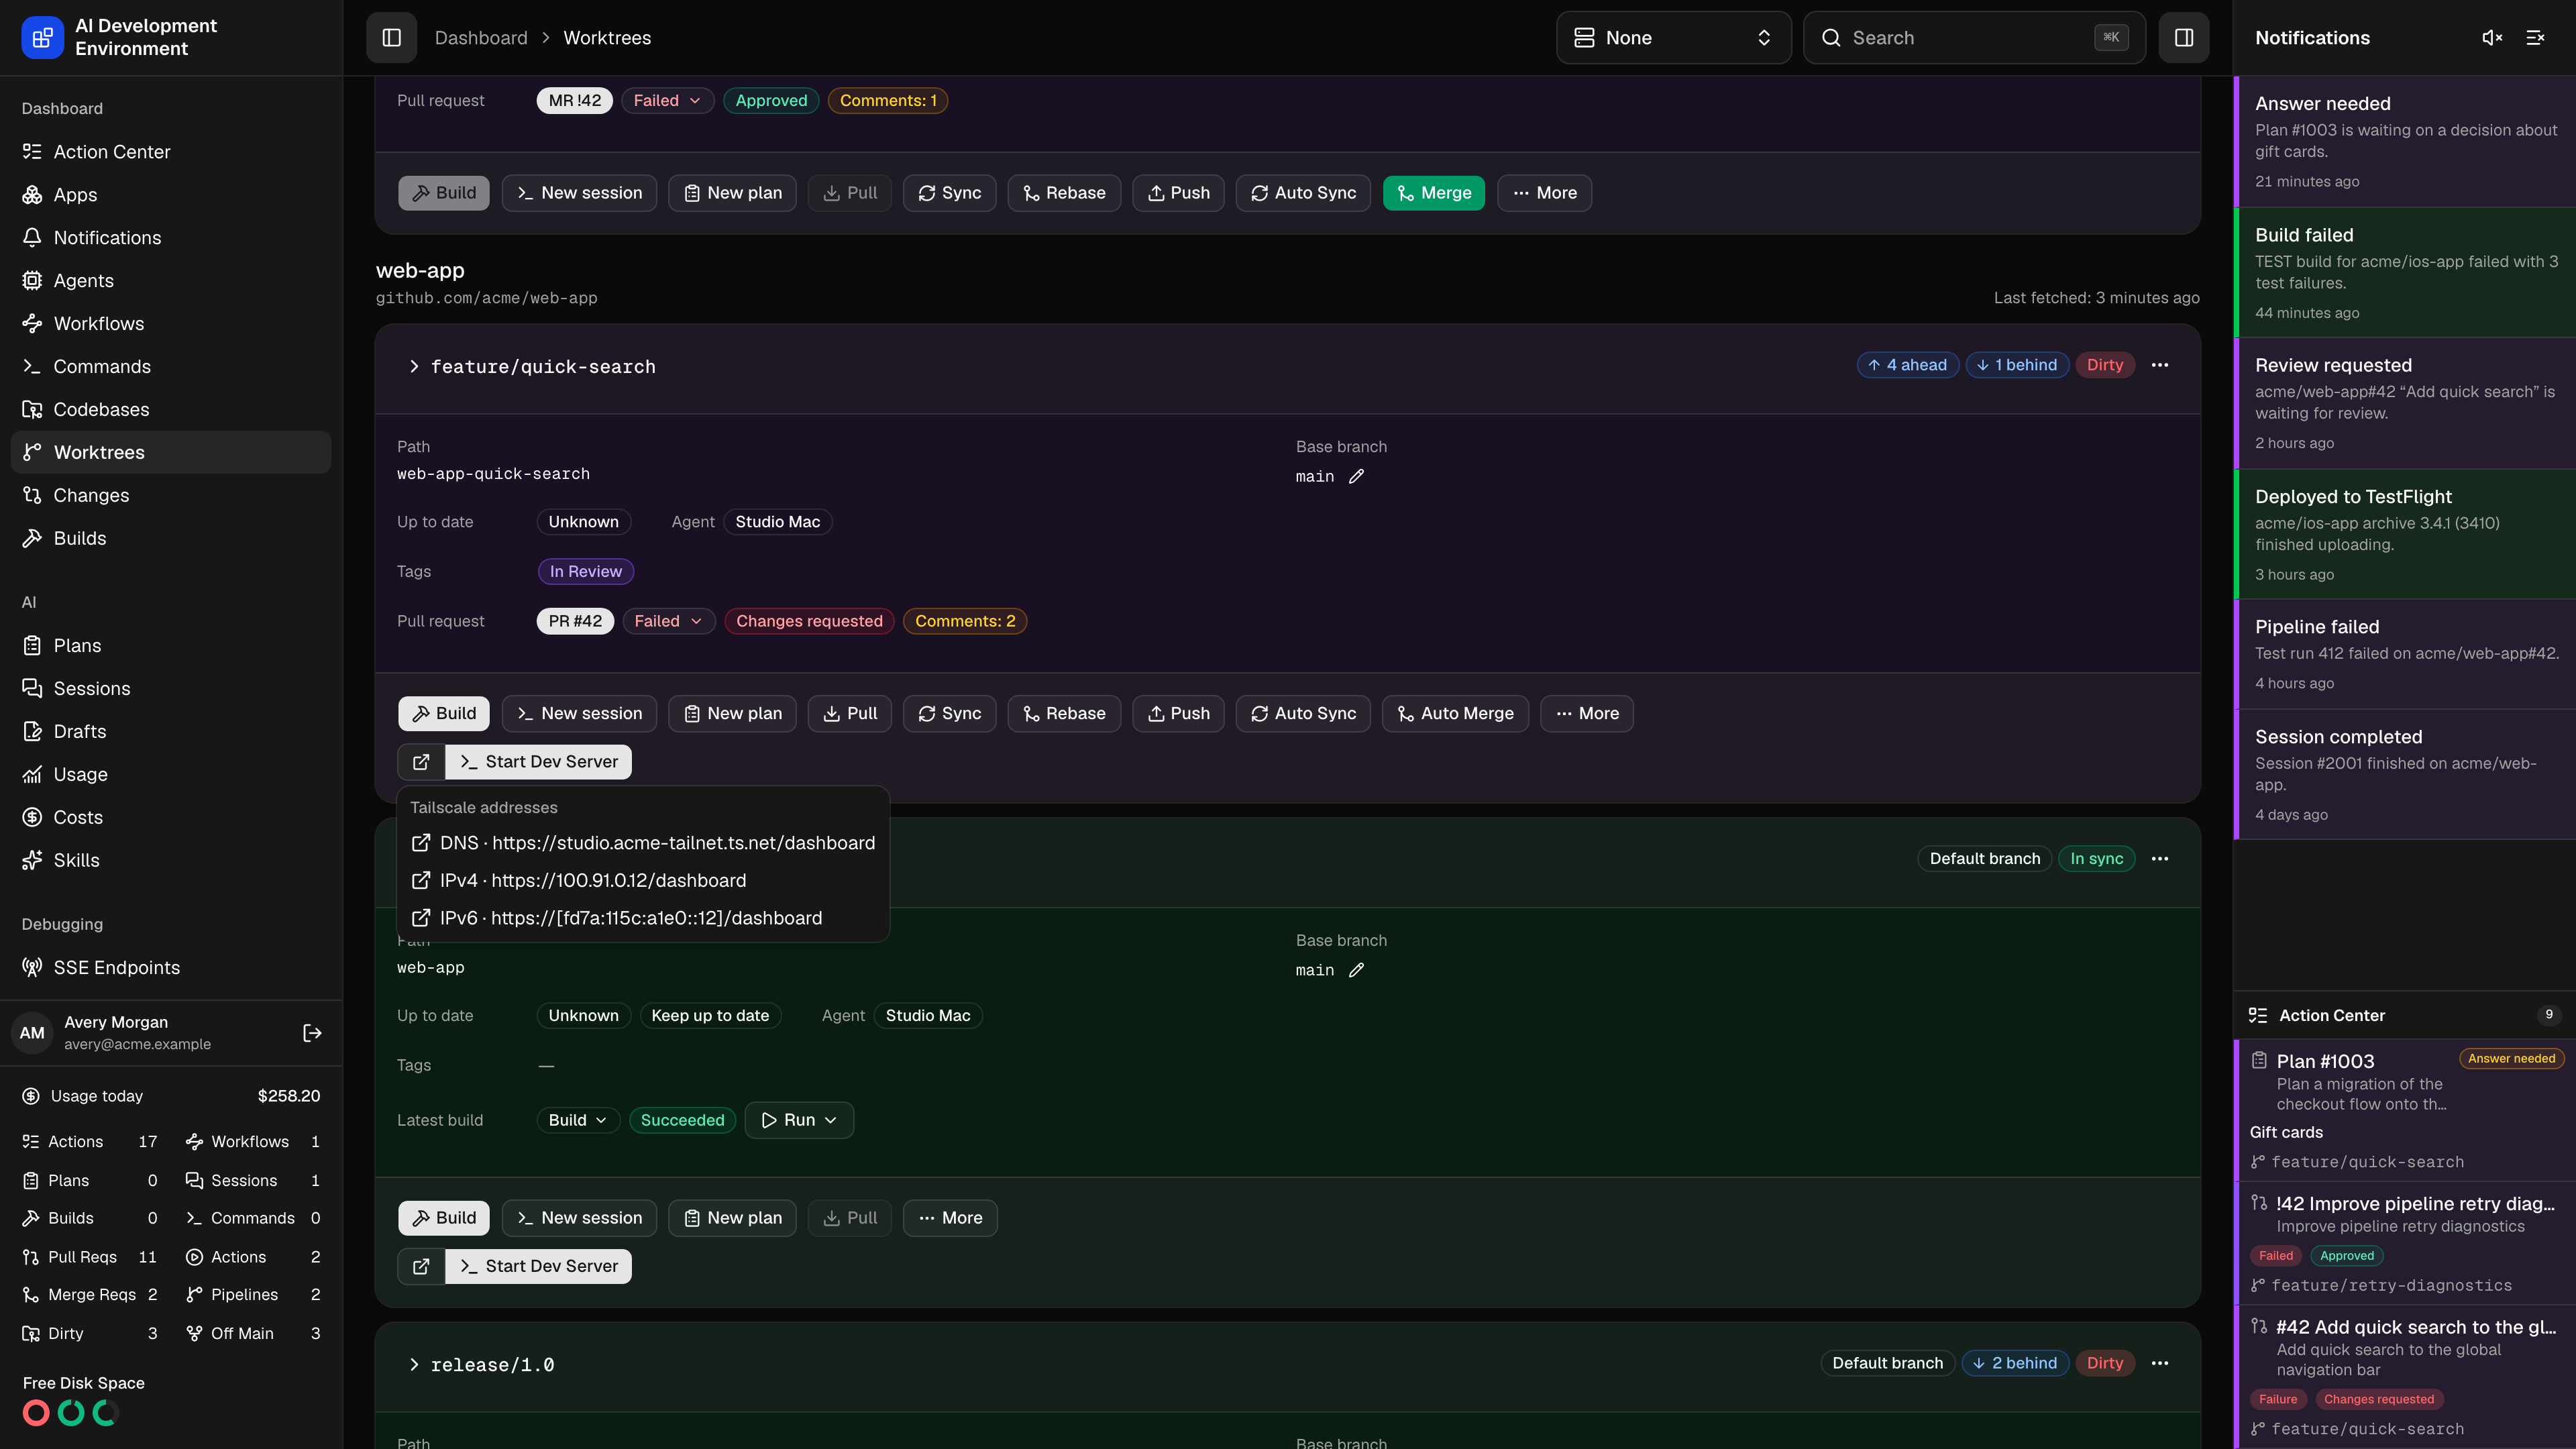 AI Development
Environment
Dashboard
Action Center
Apps
Notifications
Agents
Workflows
Commands
Codebases
Worktrees
Changes
Builds
AI
Plans
Sessions
Drafts
Usage
Costs
Skills
Debugging
SSE Endpoints
AM
Avery Morgan
avery@acme.example
Usage today $258.20
Actions 17 Workflows 1
Plans 0 Sessions 1
Builds 0 Commands 0
Pull Reqs 11 Actions 2
Merge Reqs 2 Pipelines 2
Dirty 3 Off Main 3
Free Disk Space
Dashboard > Worktrees
None
Search ⌘K
Pull request MR !42 Failed Approved Comments: 1
Build New session New plan Pull Sync Rebase Push Auto Sync Merge More
web-app
github.com/acme/web-app Last fetched: 3 minutes ago
feature/quick-search ↑ 4 ahead ↓ 1 behind Dirty
Path Base branch
web-app-quick-search main
Up to date Unknown Agent Studio Mac
Tags In Review
Pull request PR #42 Failed Changes requested Comments: 2
Build New session New plan Pull Sync Rebase Push Auto Sync Auto Merge More
Start Dev Server
Tailscale addresses
DNS · https://studio.acme-tailnet.ts.net/dashboard
IPv4 · https://100.91.0.12/dashboard
IPv6 · https://[fd7a:115c:a1e0::12]/dashboard
Default branch In sync
Path Base branch
web-app main
Up to date Unknown Keep up to date Agent Studio Mac
Tags —
Latest build Build Succeeded Run
Build New session New plan Pull More
Start Dev Server
release/1.0 Default branch ↓ 2 behind Dirty
Path Base branch
Notifications
Answer needed
Plan #1003 is waiting on a decision about
gift cards.
21 minutes ago
Build failed
TEST build for acme/ios-app failed with 3
test failures.
44 minutes ago
Review requested
acme/web-app#42 “Add quick search” is
waiting for review.
2 hours ago
Deployed to TestFlight
acme/ios-app archive 3.4.1 (3410)
finished uploading.
3 hours ago
Pipeline failed
Test run 412 failed on acme/web-app#42.
4 hours ago
Session completed
Session #2001 finished on acme/web-
app.
4 days ago
Action Center 9
Plan #1003 Answer needed
Plan a migration of the
checkout flow onto th...
Gift cards
feature/quick-search
!42 Improve pipeline retry diag...
Improve pipeline retry diagnostics
Failed Approved
feature/retry-diagnostics
#42 Add quick search to the gl...
Add quick search to the global
navigation bar
Failure Changes requested
feature/quick-search